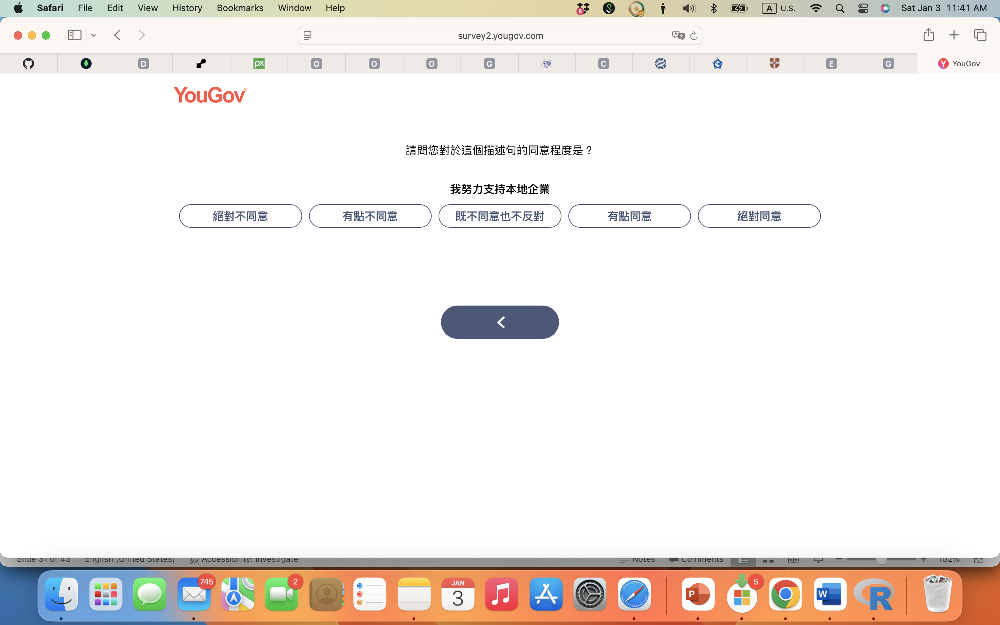 Safari File Edit View History Bookmarks Window Help 8 $ A U.S. Sat Jan 3 11:41 AM
survey2.yougov.com
D px O O O G C E G Y YouGov
YouGov®
請問您對於這個描述句的同意程度是？
我努力支持本地企業
絕對不同意 有點不同意 既不同意也不反對 有點同意 絕對同意
Slide 31 of 43 English (United States) Accessibility: Investigate Notes Comments 102%
745 2 JAN 3 P 5 W R